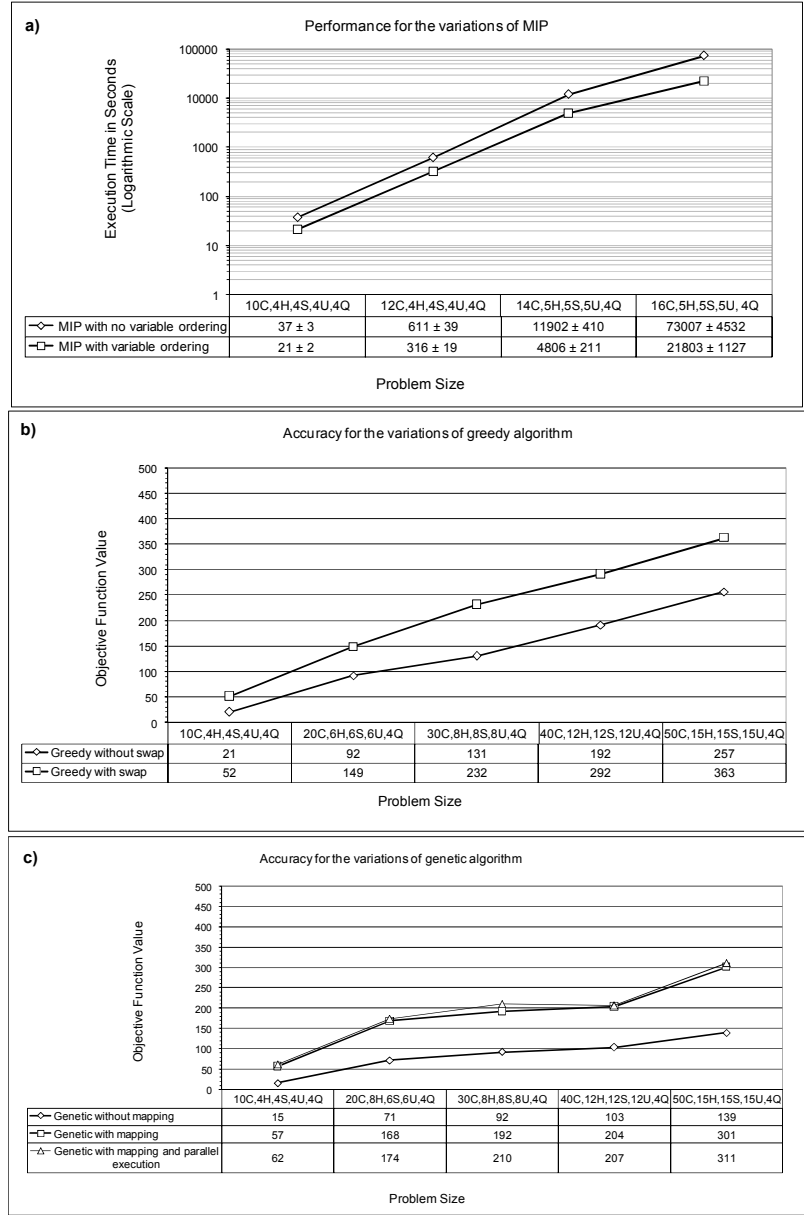 a)
Performance for the variations of MIP
Execution Time in Seconds
(Logarithmic Scale)
100000
10000
1000
100
10
1
10C,4H,4S,4U,4Q 12C,4H,4S,4U,4Q 14C,5H,5S,5U,4Q 16C,5H,5S,5U, 4Q
MIP with no variable ordering 37 ± 3 611 ± 39 11902 ± 410 73007 ± 4532
MIP with variable ordering 21 ± 2 316 ± 19 4806 ± 211 21803 ± 1127
Problem Size
b)
Accuracy for the variations of greedy algorithm
Objective Function Value
500
450
400
350
300
250
200
150
100
50
0
10C,4H,4S,4U,4Q 20C,6H,6S,6U,4Q 30C,8H,8S,8U,4Q 40C,12H,12S,12U,4Q 50C,15H,15S,15U,4Q
Greedy without swap 21 92 131 192 257
Greedy with swap 52 149 232 292 363
Problem Size
c)
Accuracy for the variations of genetic algorithm
Objective Function Value
500
450
400
350
300
250
200
150
100
50
0
10C,4H,4S,4U,4Q 20C,8H,6S,6U,4Q 30C,8H,8S,8U,4Q 40C,12H,12S,12U,4Q 50C,15H,15S,15U,4Q
Genetic without mapping 15 71 92 103 139
Genetic with mapping 57 168 192 204 301
Genetic with mapping and parallel
execution 62 174 210 207 311
Problem Size